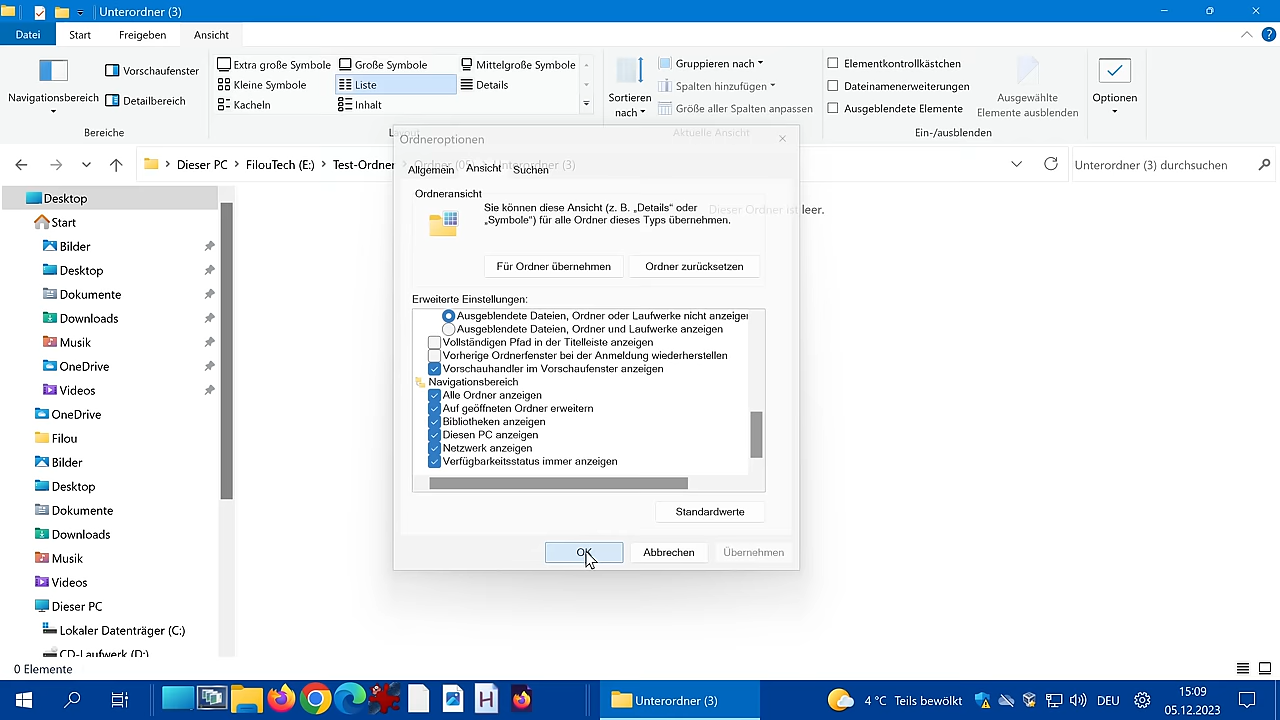 Unterordner (3)
Datei Start Freigeben Ansicht
Navigationsbereich Vorschaufenster Detailbereich
Bereiche
Extra große Symbole Große Symbole Mittelgroße Symbole
Kleine Symbole Liste Details
Kacheln Inhalt
Layout
Sortieren nach
Gruppieren nach
Spalten hinzufügen
Größe aller Spalten anpassen
Aktuelle Ansicht
Elementkontrollkästchen
Dateinamenerweiterungen
Ausgeblendete Elemente
Ausgewählte
Elemente ausblenden
Ein-/ausblenden
Optionen
Dieser PC > FilouTech (E:) > Test-Ordner > Ordner (05) > Unterordner (3)
Unterordner (3) durchsuchen
Desktop
Start
Bilder
Desktop
Dokumente
Downloads
Musik
OneDrive
Videos
OneDrive
Filou
Bilder
Desktop
Dokumente
Downloads
Musik
Videos
Dieser PC
Lokaler Datenträger (C:)
CD-Laufwerk (D:)
Dieser Ordner ist leer.
Ordneroptionen
Allgemein Ansicht Suchen
Ordneransicht
Sie können diese Ansicht (z. B. „Details“ oder
„Symbole“) für alle Ordner dieses Typs übernehmen.
Für Ordner übernehmen Ordner zurücksetzen
Erweiterte Einstellungen:
Ausgeblendete Dateien, Ordner oder Laufwerke nicht anzeigen
Ausgeblendete Dateien, Ordner und Laufwerke anzeigen
Vollständigen Pfad in der Titelleiste anzeigen
Vorherige Ordnerfenster bei der Anmeldung wiederherstellen
Vorschauhandler im Vorschaufenster anzeigen
Navigationsbereich
Alle Ordner anzeigen
Auf geöffneten Ordner erweitern
Bibliotheken anzeigen
Diesen PC anzeigen
Netzwerk anzeigen
Verfügbarkeitsstatus immer anzeigen
Standardwerte
OK Abbrechen Übernehmen
0 Elemente
Unterordner (3)
4 °C Teils bewölkt
DEU
15:09
05.12.2023